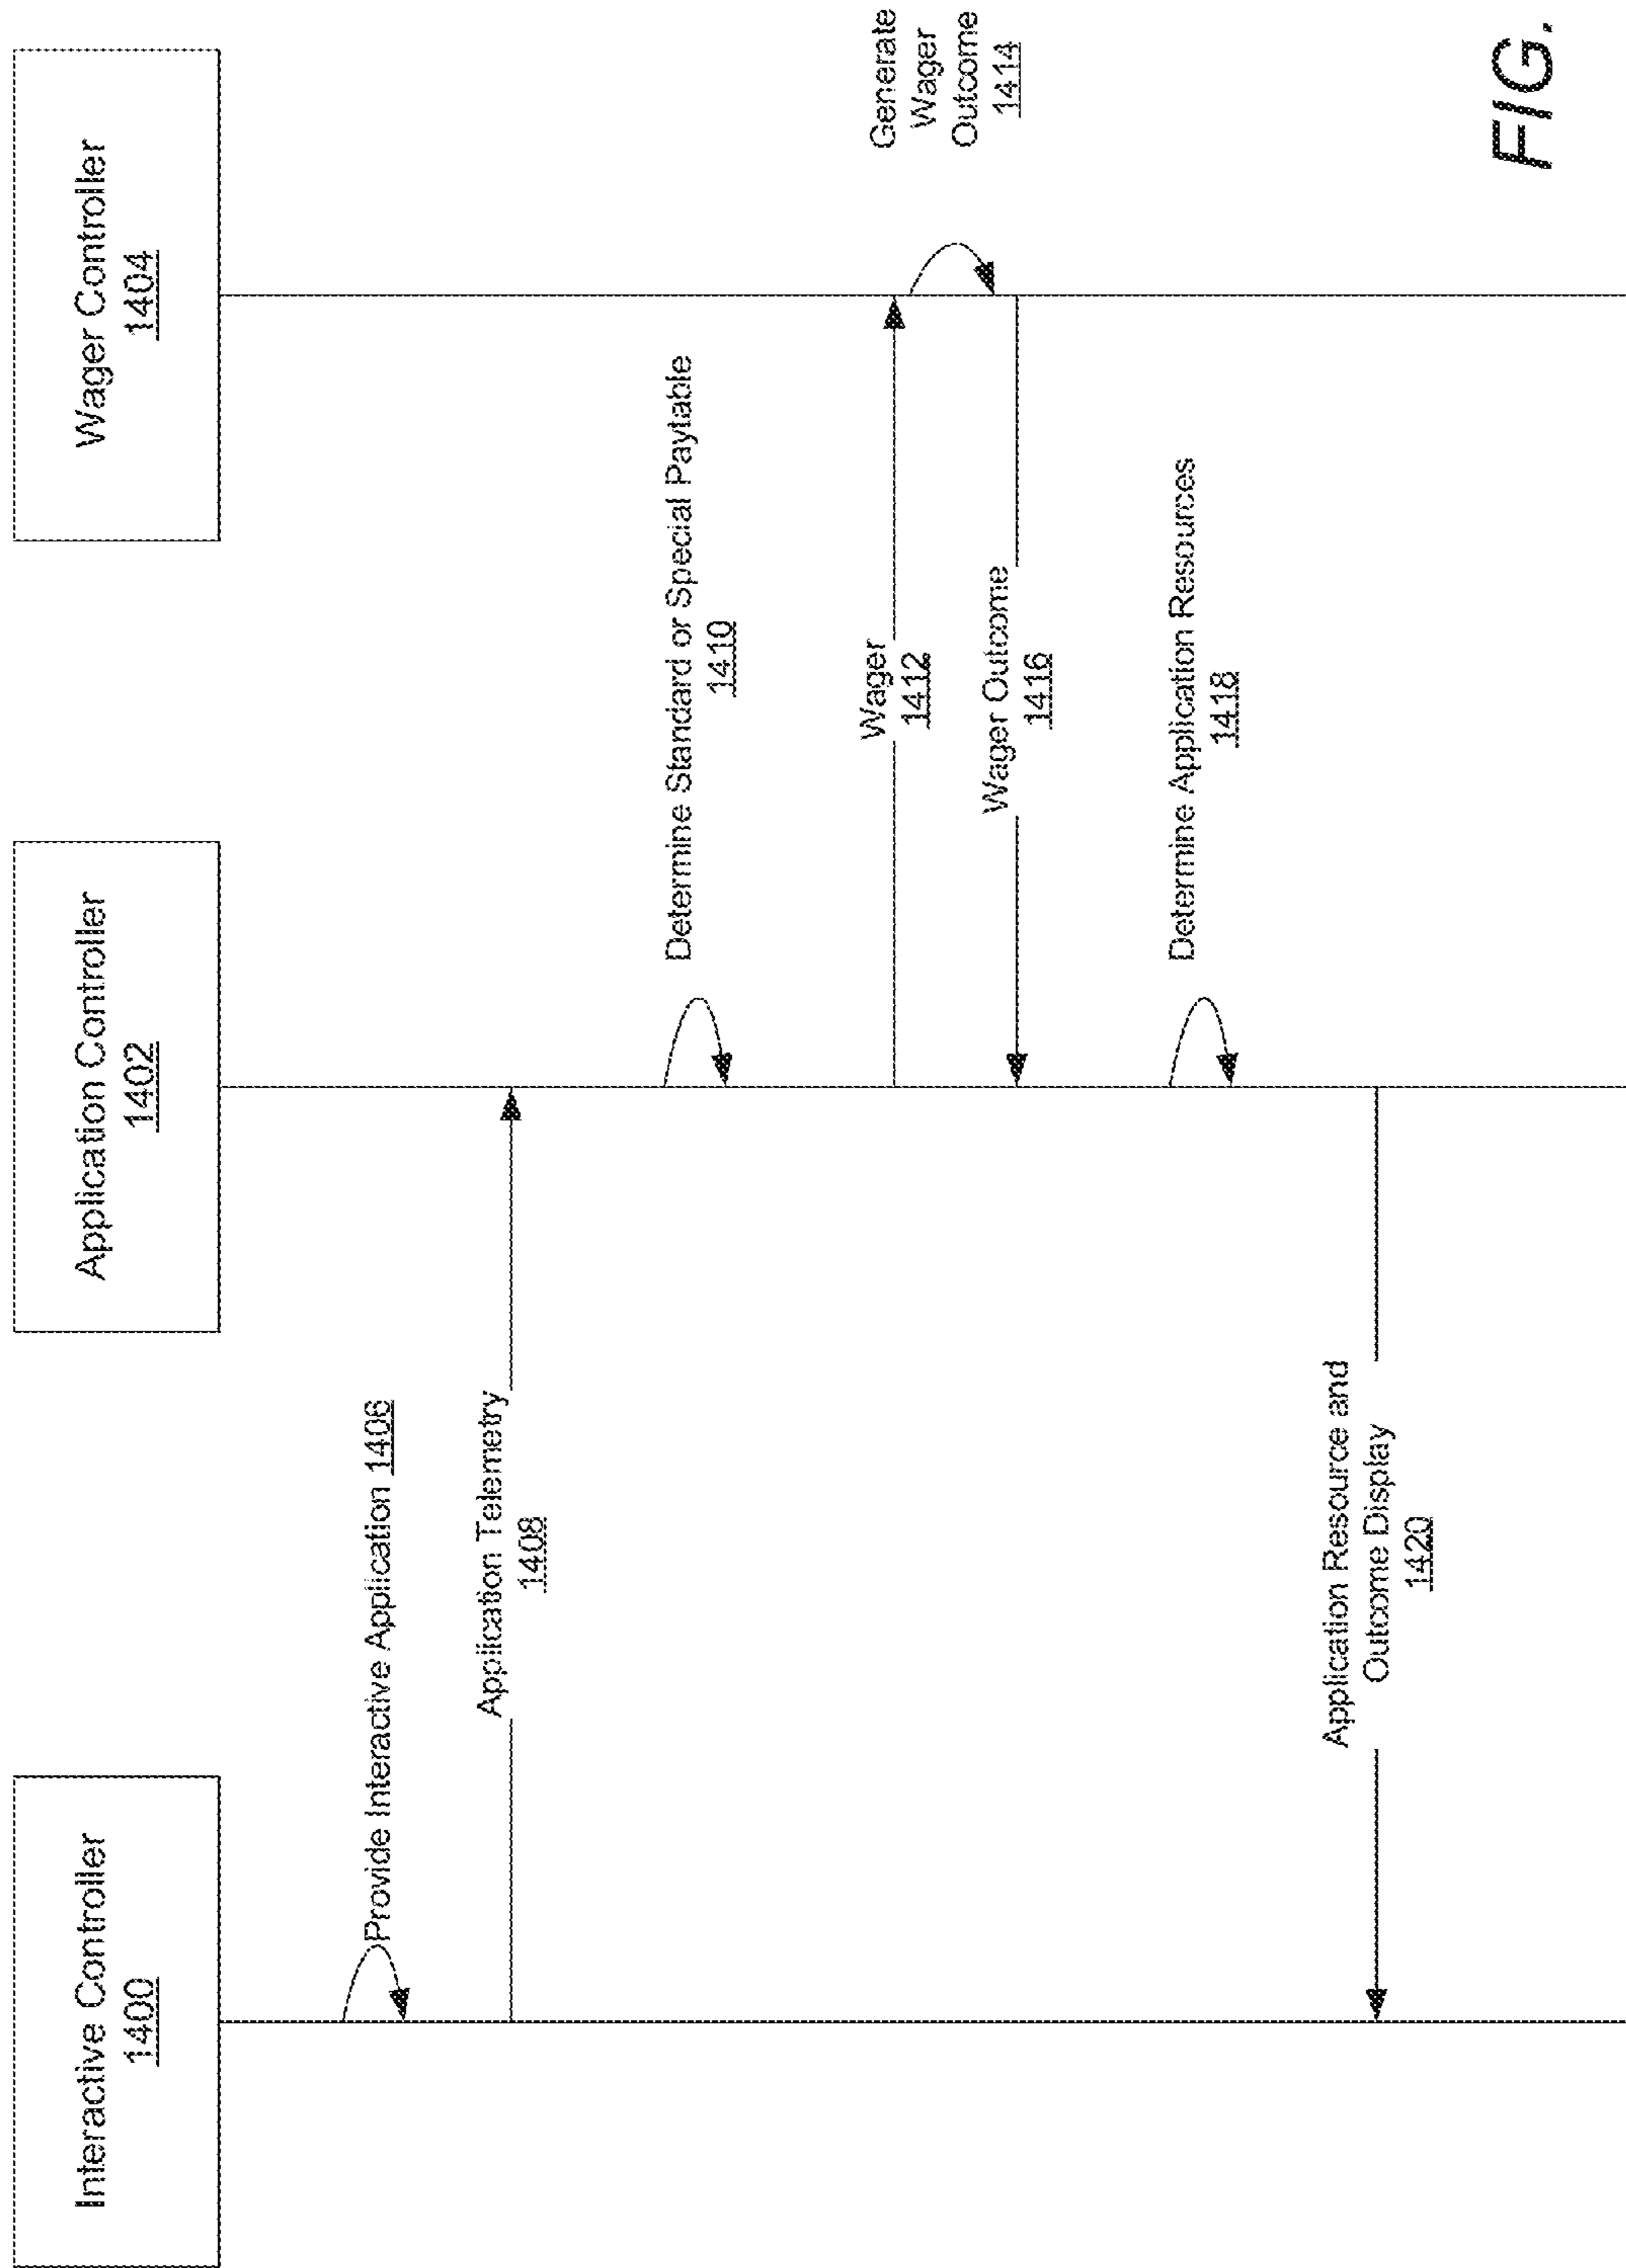 Interactive Controller
1400
Application Controller
1402
Wager Controller
1404
Provide Interactive Application 1406
Application Telemetry
1408
Determine Standard or Special Paytable
1410
Wager
1412
Generate
Wager
Outcome
1414
Wager Outcome
1416
Determine Application Resources
1418
Application Resource and
Outcome Display
1420
FIG.